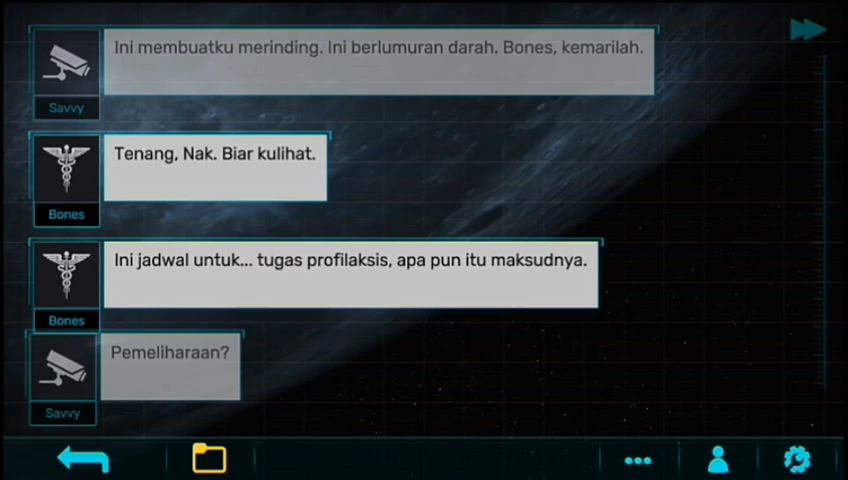 Ini membuatku merinding. Ini berlumuran darah. Bones, kemarilah.
Savvy
Tenang, Nak. Biar kulihat.
Bones
Ini jadwal untuk... tugas profilaksis, apa pun itu maksudnya.
Bones
Pemeliharaan?
Savvy